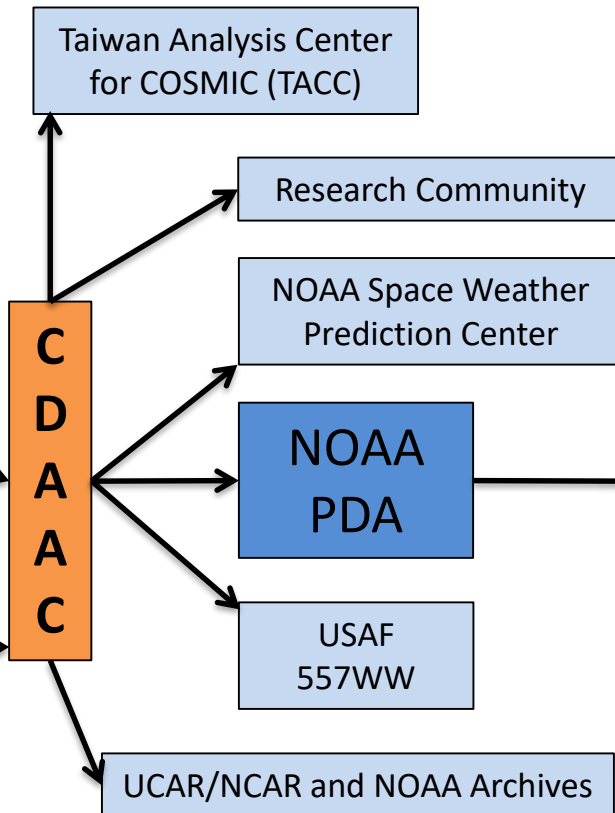 Taiwan Analysis Center
for COSMIC (TACC)
Research Community
NOAA Space Weather
Prediction Center
C
D
A
A
C
NOAA
PDA
USAF
557WW
UCAR/NCAR and NOAA Archives